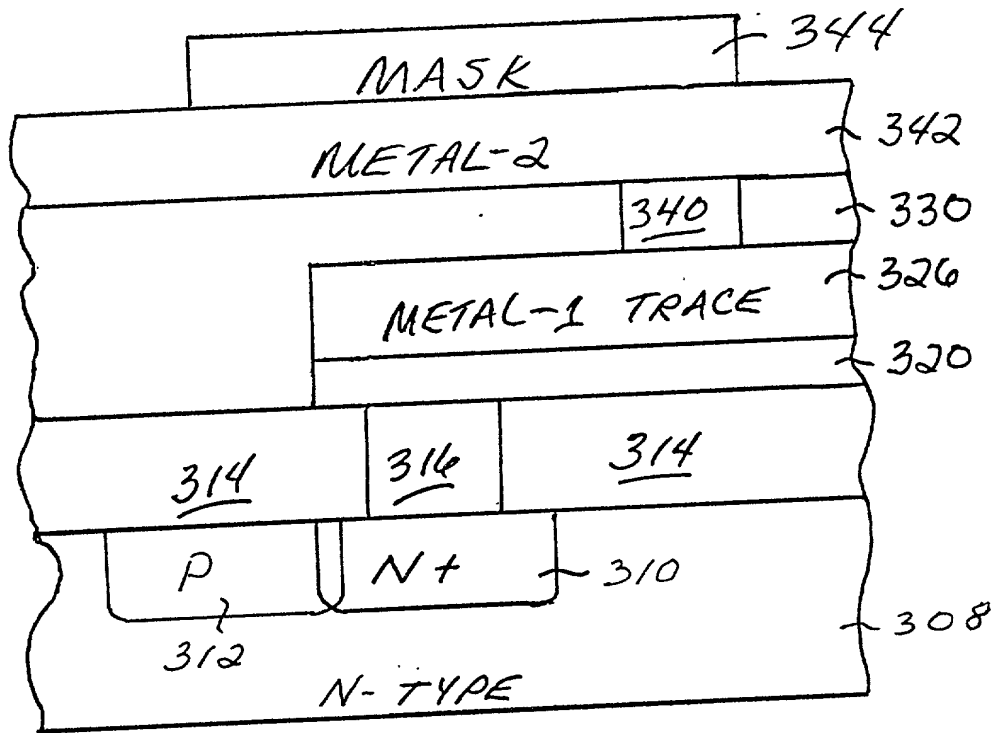 344
MASK
342
METAL-2
340
330
326
METAL-1 TRACE
320
314
316
314
P
N+
310
312
308
N- TYPE